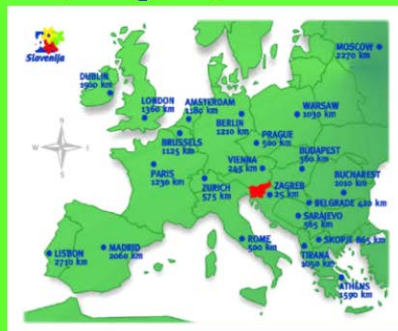 Slovenija
MOSCOW
2270 km
DUBLIN
1900 km
LONDON
1360 km
AMSTERDAM
1180 km
BERLIN
1210 km
WARSAW
1030 km
BRUSSELS
1125 km
PRAGUE
500 km
PARIS
1230 km
VIENNA
245 km
BUDAPEST
360 km
ZURICH
575 km
ZAGREB
25 km
BUCHAREST
1010 km
BELGRADE 420 km
SARAJEVO
565 km
LISBON
2710 km
MADRID
2060 km
ROME
500 km
SKOPJE 865 km
TIRANA
1050 km
ATHENS
1590 km